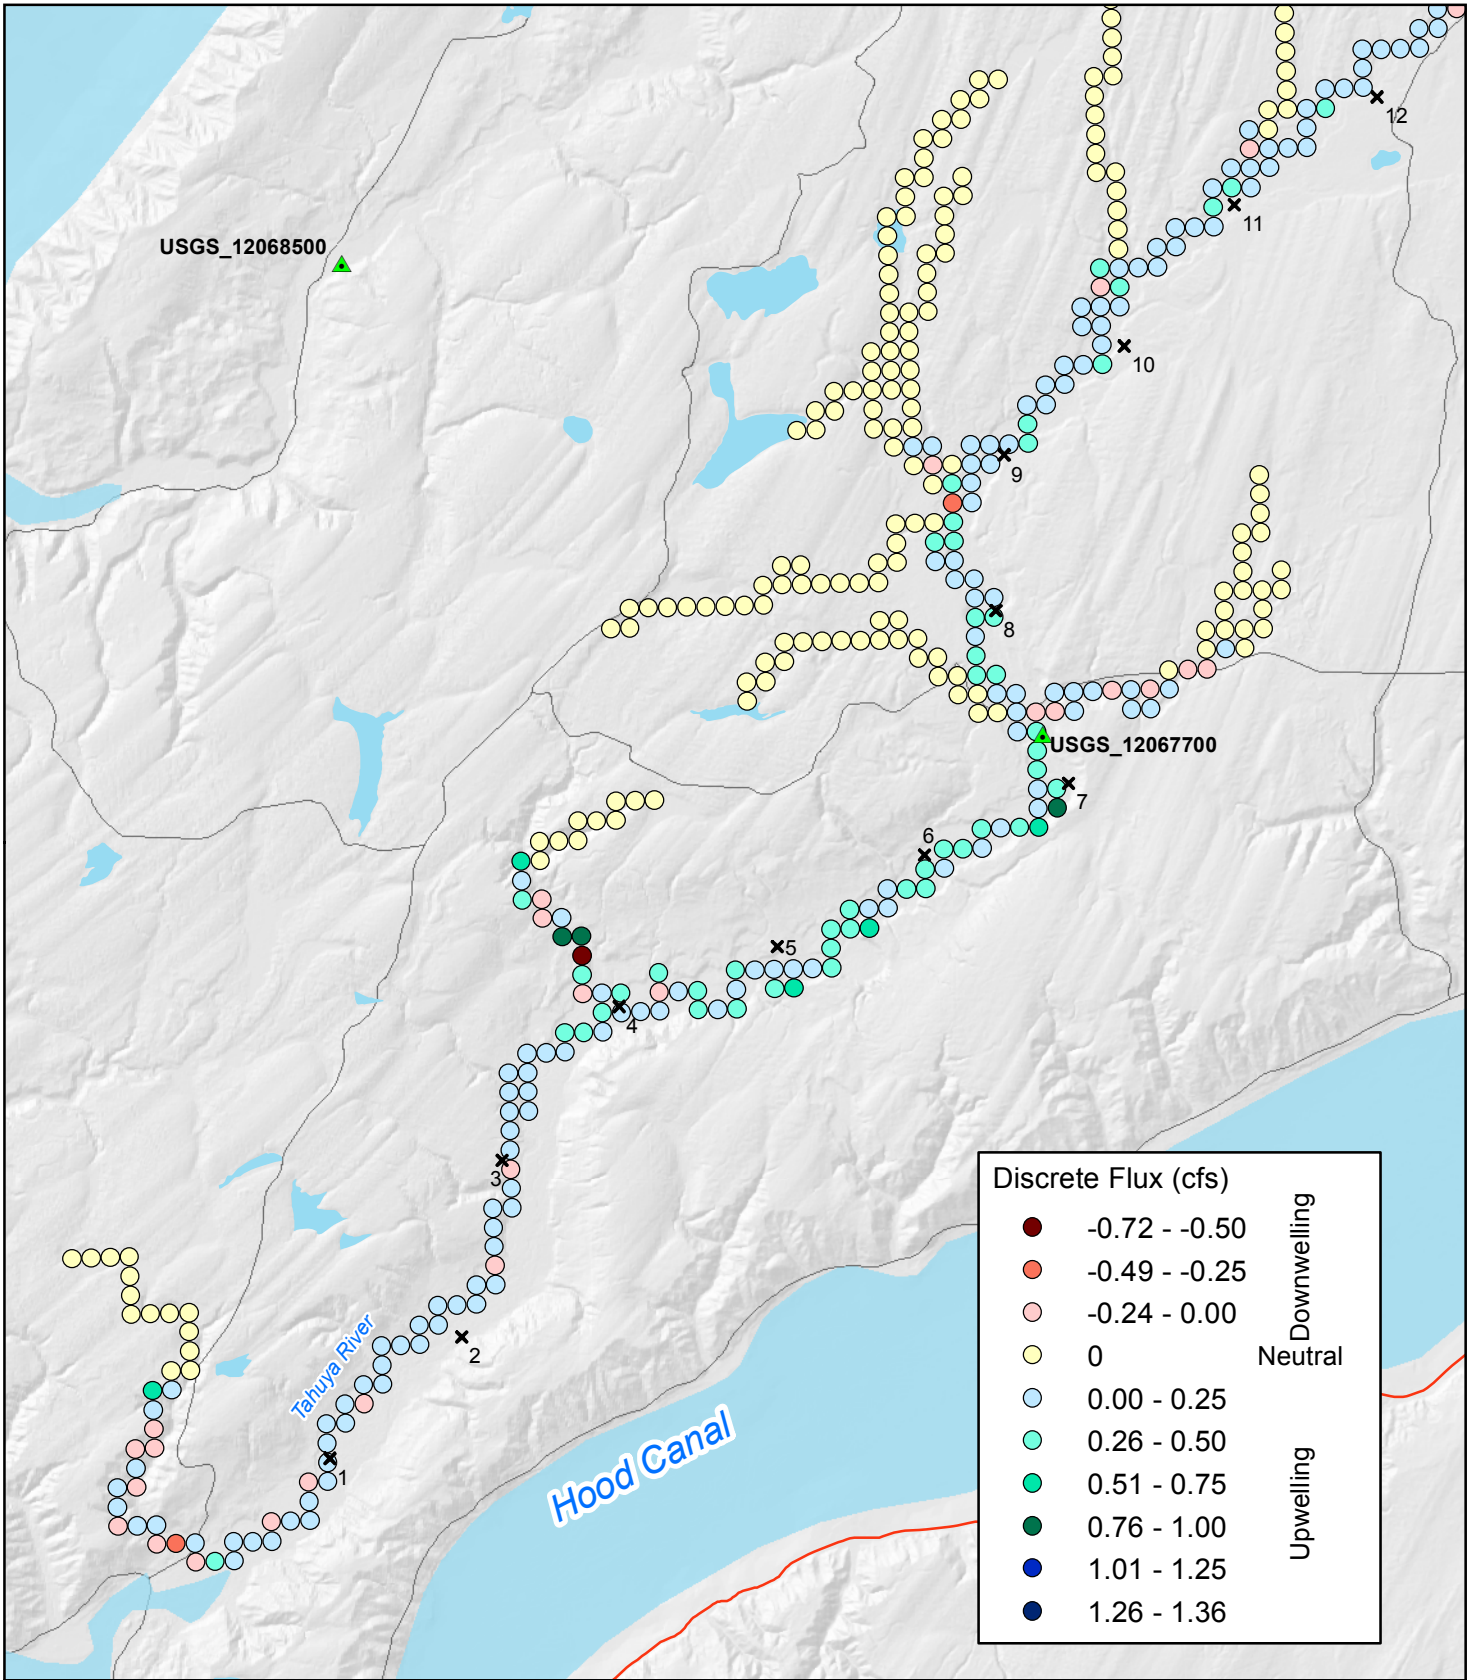 12
11
USGS_12068500
10
9
8
USGS_12067700
7
6
5
4
3
2
Tahuya River
1
Hood Canal
Discrete Flux (cfs)
-0.72 - -0.50
-0.49 - -0.25
-0.24 - 0.00
Downwelling
0
Neutral
0.00 - 0.25
0.26 - 0.50
0.51 - 0.75
0.76 - 1.00
1.01 - 1.25
1.26 - 1.36
Upwelling